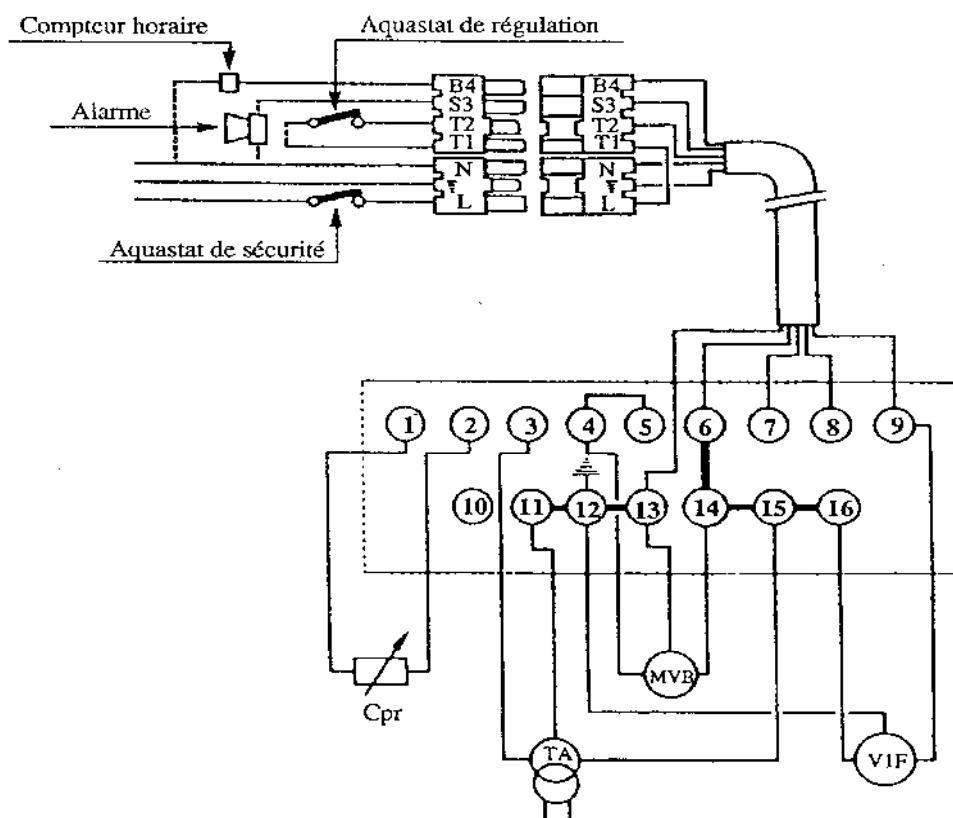 Compteur horaire
Aquastat de régulation
B4 B4
S3 S3
Alarme
T2 T2
T1 T1
N N
L L
Aquastat de sécurité
1 2 3 4 5 6 7 8 9
10 11 12 13 14 15 16
MVB
Cpr
TA
V1F